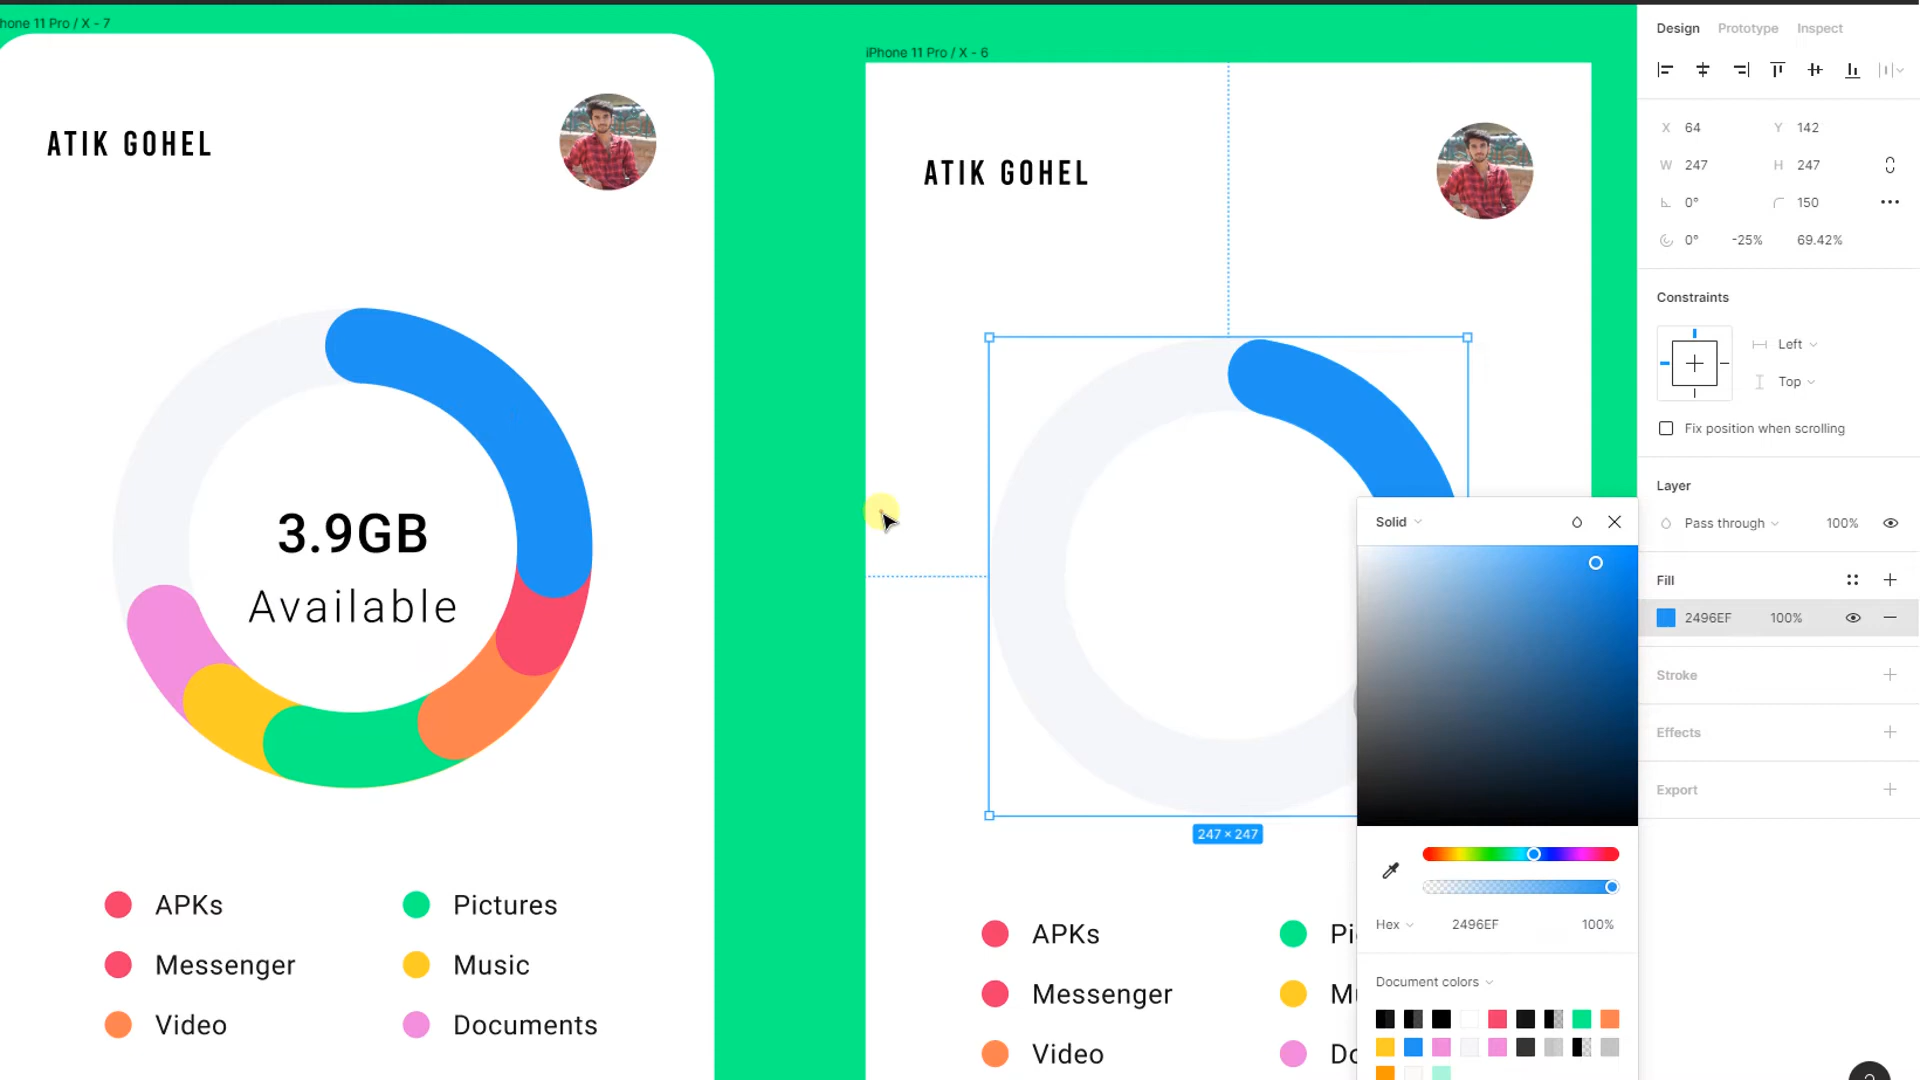 hone 11 Pro / X - 7
ATIK GOHEL
3.9GB
Available
APKs
Pictures
Messenger
Music
Video
Documents
iPhone 11 Pro / X - 6
ATIK GOHEL
247 × 247
APKs
Pi
Messenger
Mu
Video
Do
Solid
Hex
2496EF
100%
Document colors
Design
Prototype
Inspect
X 64
Y 142
W 247
H 247
0°
150
0°
-25%
69.42%
Constraints
Left
Top
Fix position when scrolling
Layer
Pass through
100%
Fill
2496EF
100%
Stroke
Effects
Export